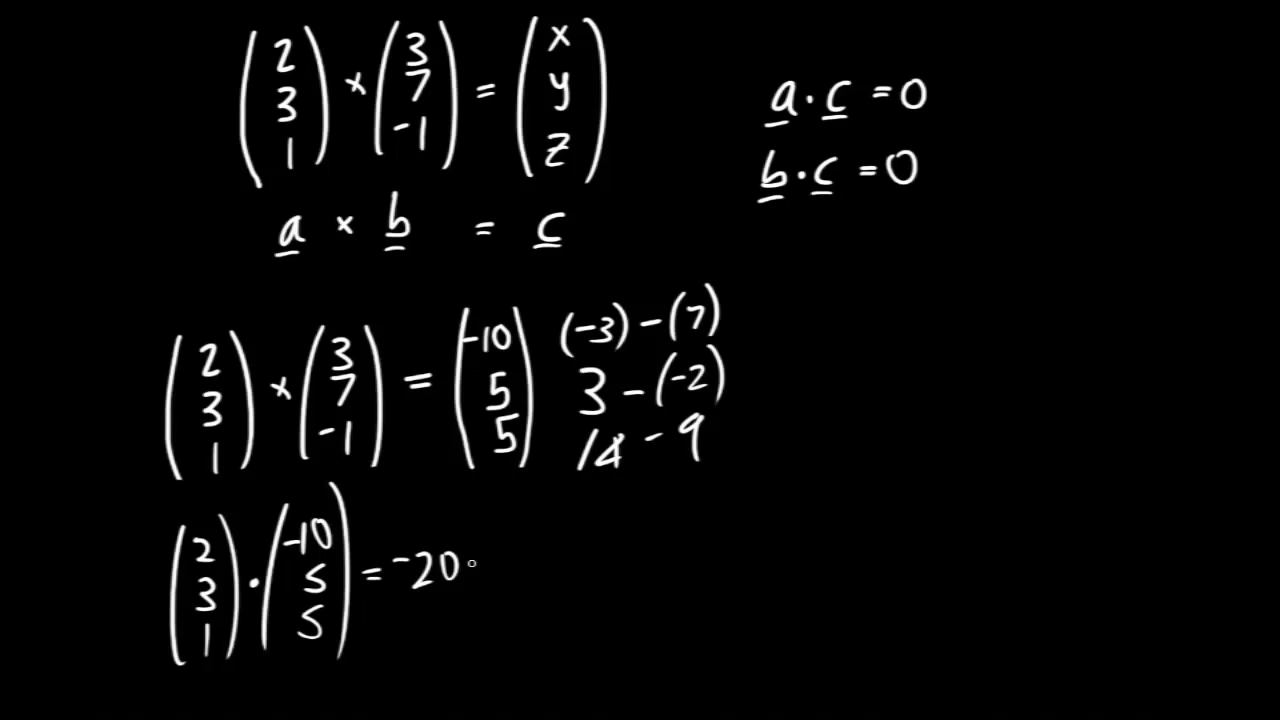 (2 3 1) × (3 7 -1) = (x y z)
a · c = 0
b · c = 0
a × b = c
(2 3 1) × (3 7 -1) = (-10 5 5)
(-3) - (7)
3 - (-2)
14 - 9
(2 3 1) · (-10 5 5) = -20